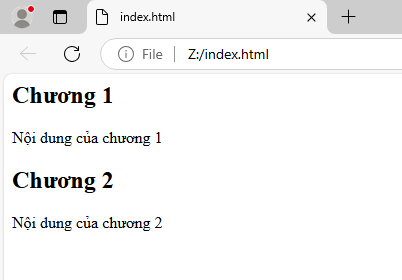 index.html
File
Z:/index.html
Chương 1
Nội dung của chương 1
Chương 2
Nội dung của chương 2